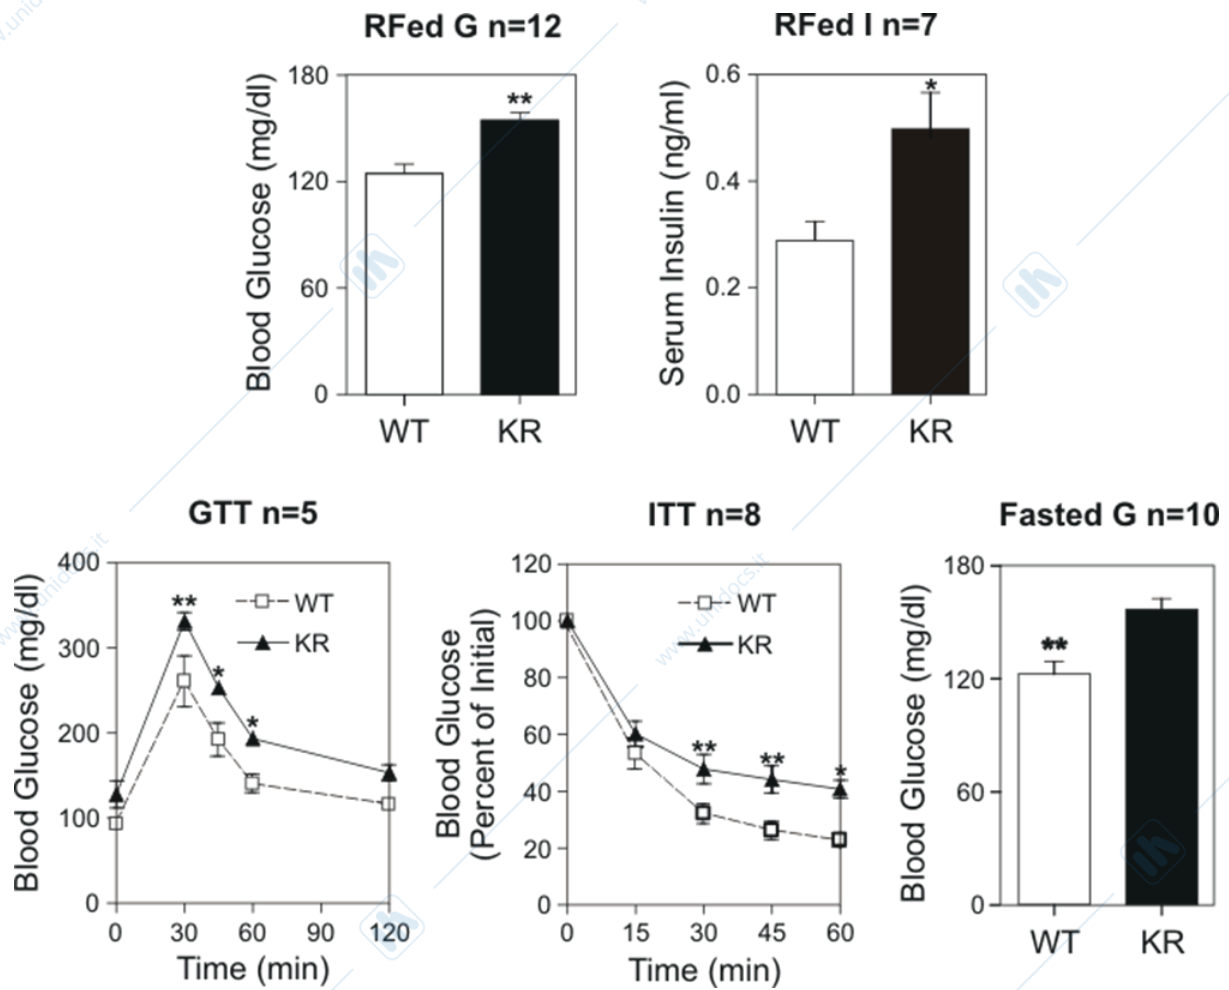 RFed G n=12
RFed I n=7
Blood Glucose (mg/dl)
180
120
60
0
**
WT
KR
Serum Insulin (ng/ml)
0.6
0.4
0.2
0.0
*
WT
KR
GTT n=5
Blood Glucose (mg/dl)
400
300
200
100
0
**
*
*
WT
KR
0
30
60
90
120
Time (min)
ITT n=8
Blood Glucose
(Percent of Initial)
120
100
80
60
40
20
0
WT
KR
**
**
*
0
15
30
45
60
Time (min)
Fasted G n=10
Blood Glucose (mg/dl)
180
120
60
0
**
WT
KR
www.unidocs.it